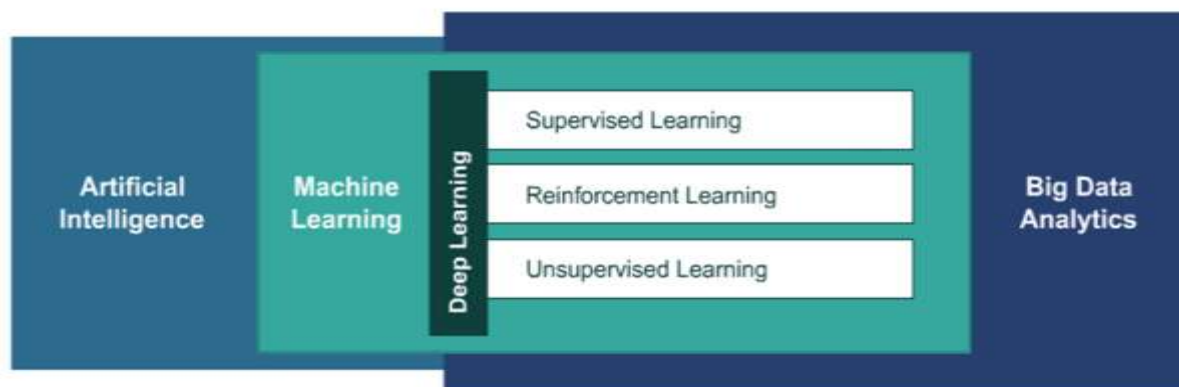 Artificial
Intelligence
Machine
Learning
Deep Learning
Supervised Learning
Reinforcement Learning
Unsupervised Learning
Big Data
Analytics